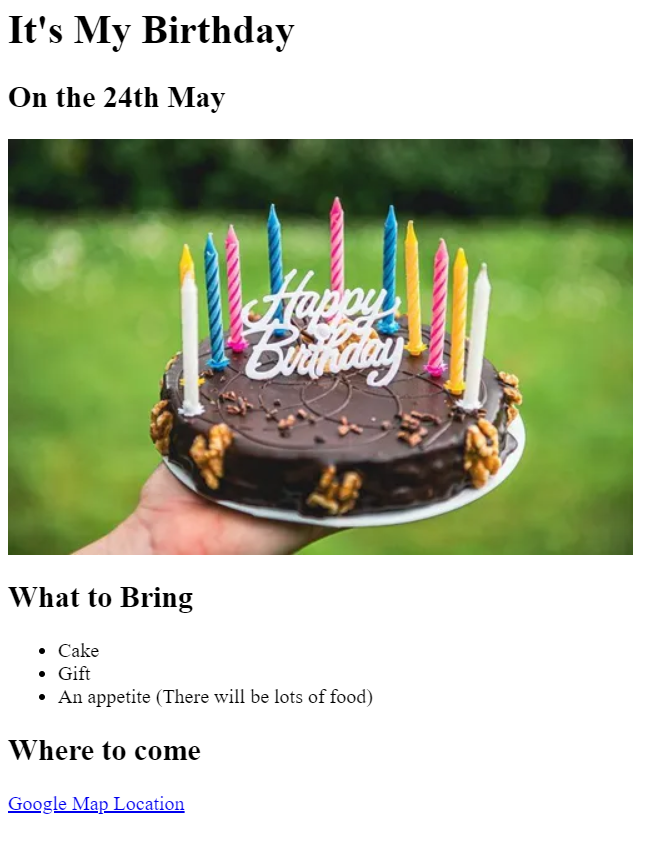 It's My Birthday
On the 24th May
Happy
Birthday
What to Bring
Cake
Gift
An appetite (There will be lots of food)
Where to come
Google Map Location